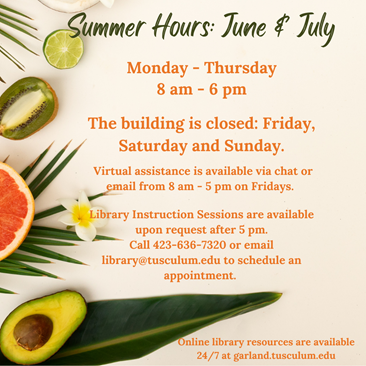 Summer Hours: June & July
Monday - Thursday
8 am - 6 pm
The building is closed: Friday,
Saturday and Sunday.
Virtual assistance is available via chat or
email from 8 am - 5 pm on Fridays.
Library Instruction Sessions are available
upon request after 5 pm.
Call 423-636-7320 or email
library@tusculum.edu to schedule an
appointment.
Online library resources are available
24/7 at garland.tusculum.edu